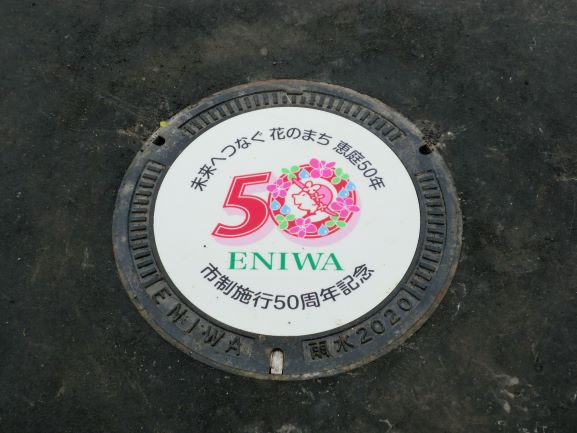 未来へつなぐ 花のまち 恵庭50年
50
ENIWA
市制施行50周年記念
ENIWA 雨水2020